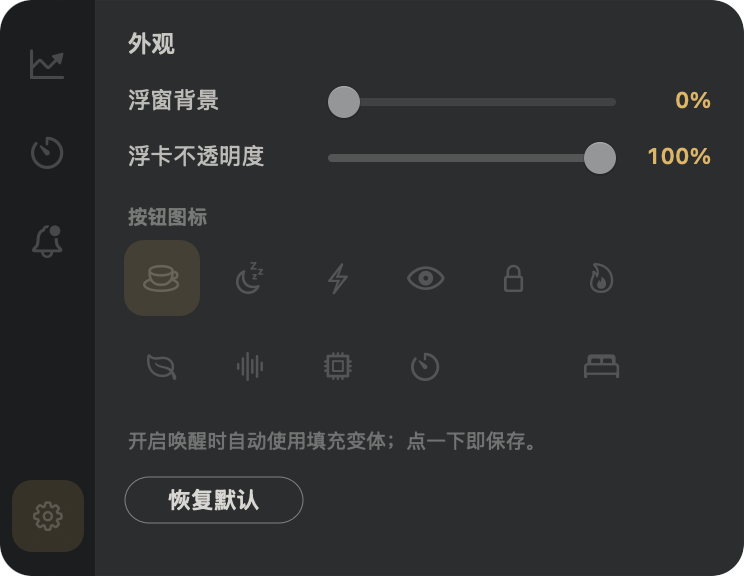 外观
浮窗背景 0%
浮卡不透明度 100%
按钮图标
开启唤醒时自动使用填充变体；点一下即保存。
恢复默认